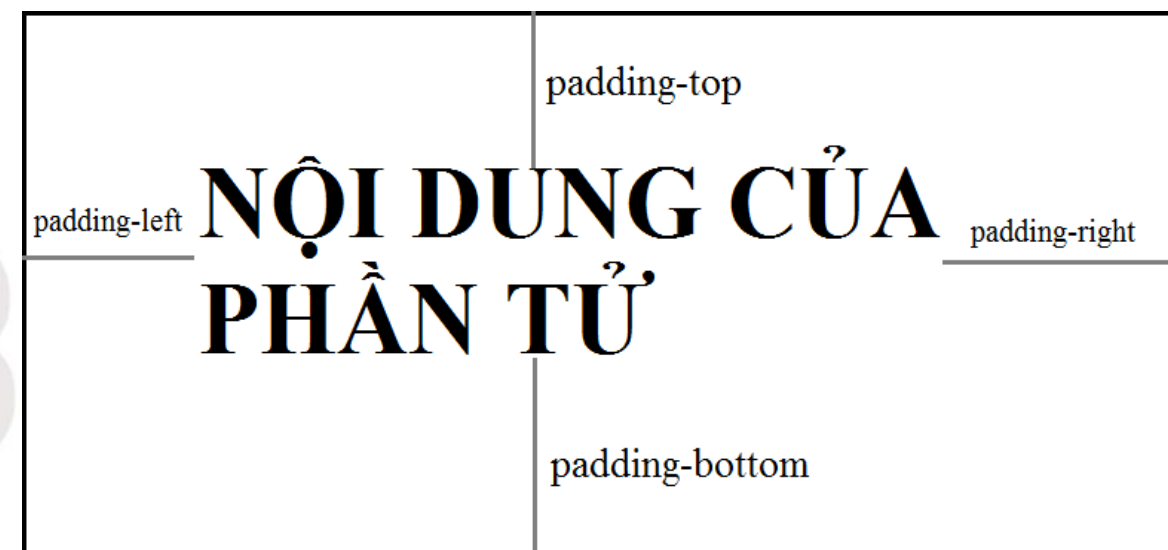 padding-top
padding-left
NỘI DUNG CỦA
padding-right
PHẦN TỬ
padding-bottom